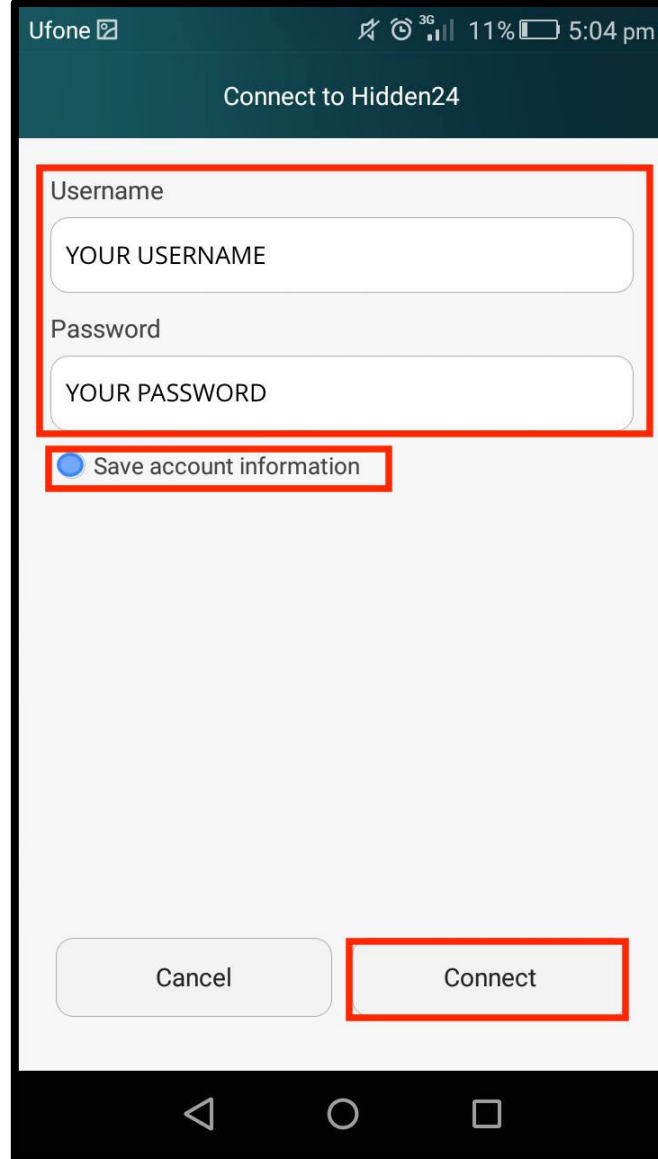 Ufone 3G 11% 5:04 pm
Connect to Hidden24
Username
YOUR USERNAME
Password
YOUR PASSWORD
Save account information
Cancel Connect